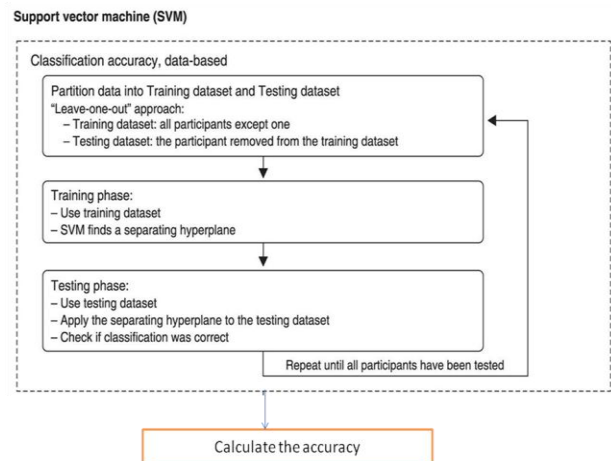 Support vector machine (SVM)
Classification accuracy, data-based
Partition data into Training dataset and Testing dataset
“Leave-one-out” approach:
– Training dataset: all participants except one
– Testing dataset: the participant removed from the training dataset
Training phase:
– Use training dataset
– SVM finds a separating hyperplane
Testing phase:
– Use testing dataset
– Apply the separating hyperplane to the testing dataset
– Check if classification was correct
Repeat until all participants have been tested
Calculate the accuracy